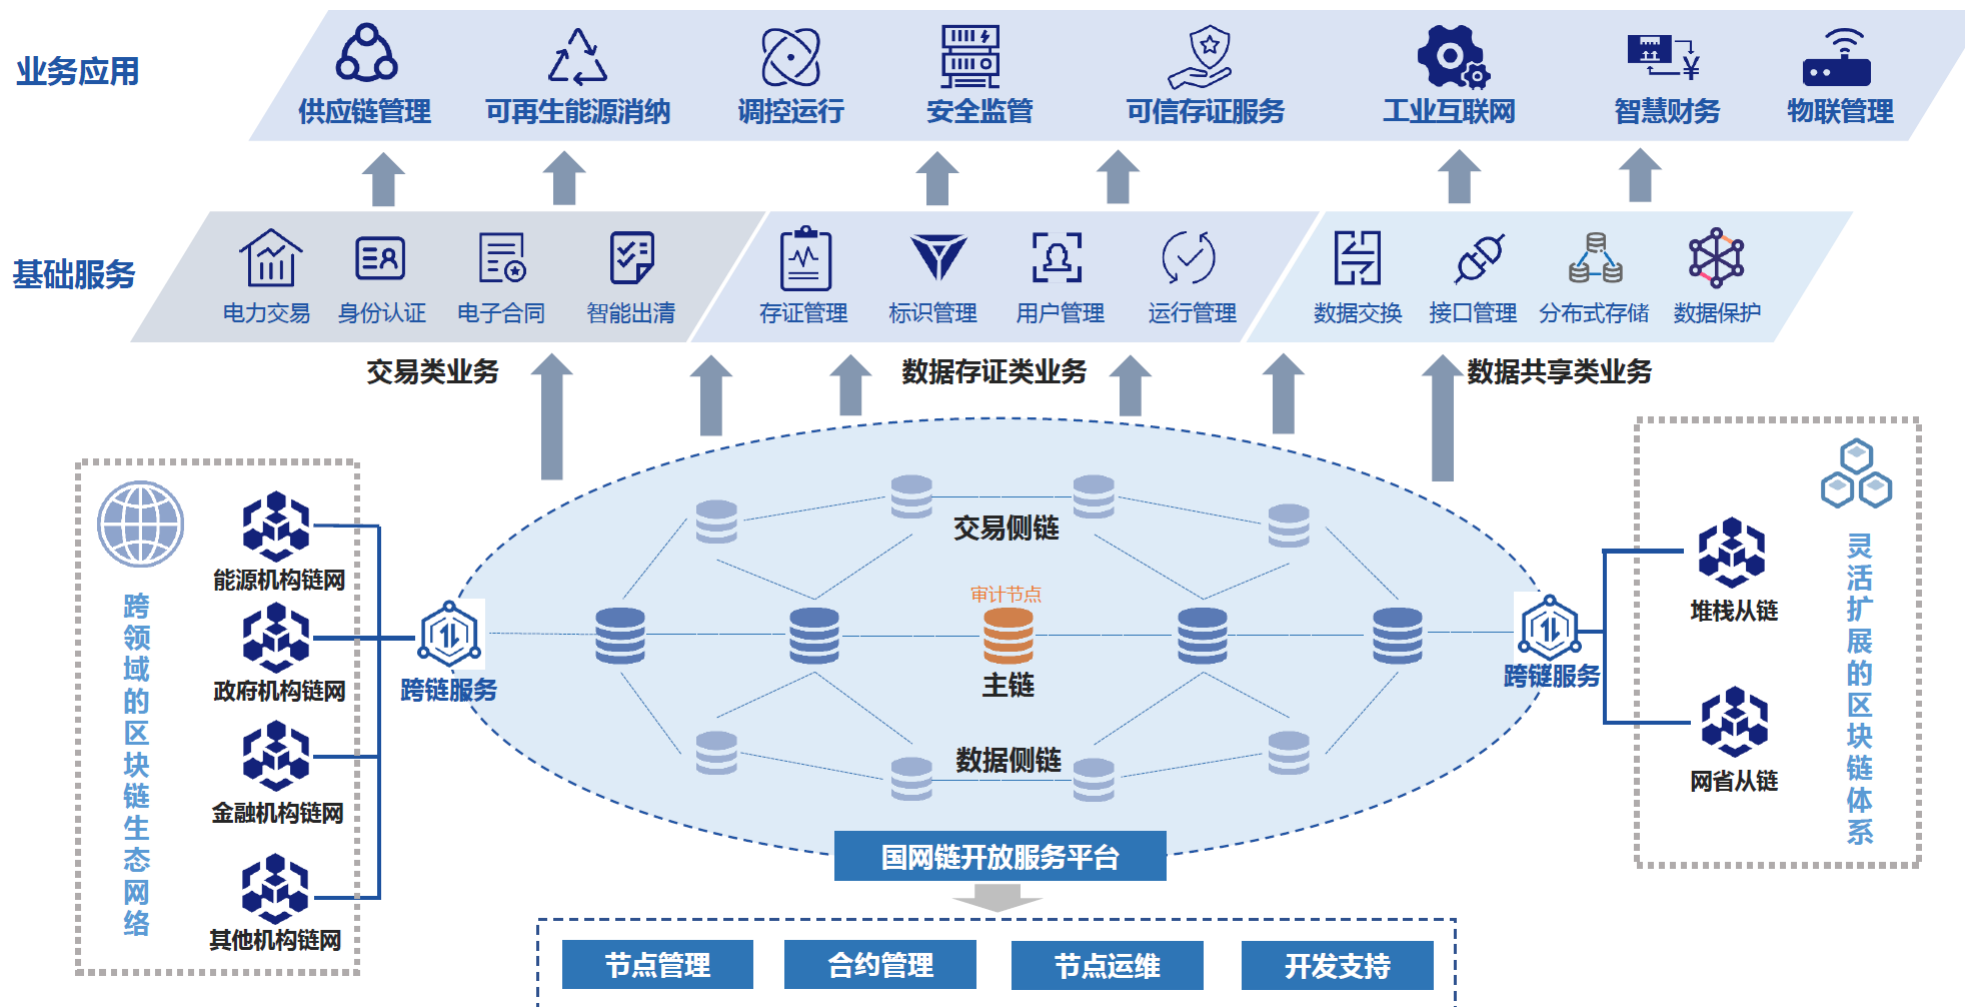 业务应用
供应链管理
可再生能源消纳
调控运行
安全监管
可信存证服务
工业互联网
智慧财务
物联管理
基础服务
电力交易
身份认证
电子合同
智能出清
存证管理
标识管理
用户管理
运行管理
数据交换
接口管理
分布式存储
数据保护
交易类业务
数据存证类业务
数据共享类业务
跨领域的区块链生态网络
能源机构链网
政府机构链网
金融机构链网
其他机构链网
跨链服务
交易侧链
审计节点
主链
数据侧链
跨链服务
堆栈从链
网省从链
灵活扩展的区块链体系
国网链开放服务平台
节点管理
合约管理
节点运维
开发支持